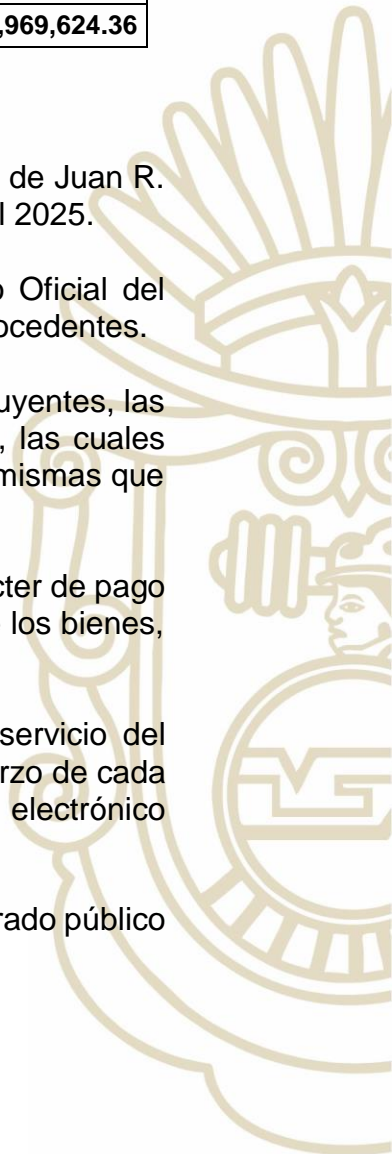 ,969,624.36
de Juan R.
l 2025.
Oficial del
ocedentes.
uyentes, las
, las cuales
mismas que
cter de pago
los bienes,
servicio del
rzo de cada
electrónico
rado público